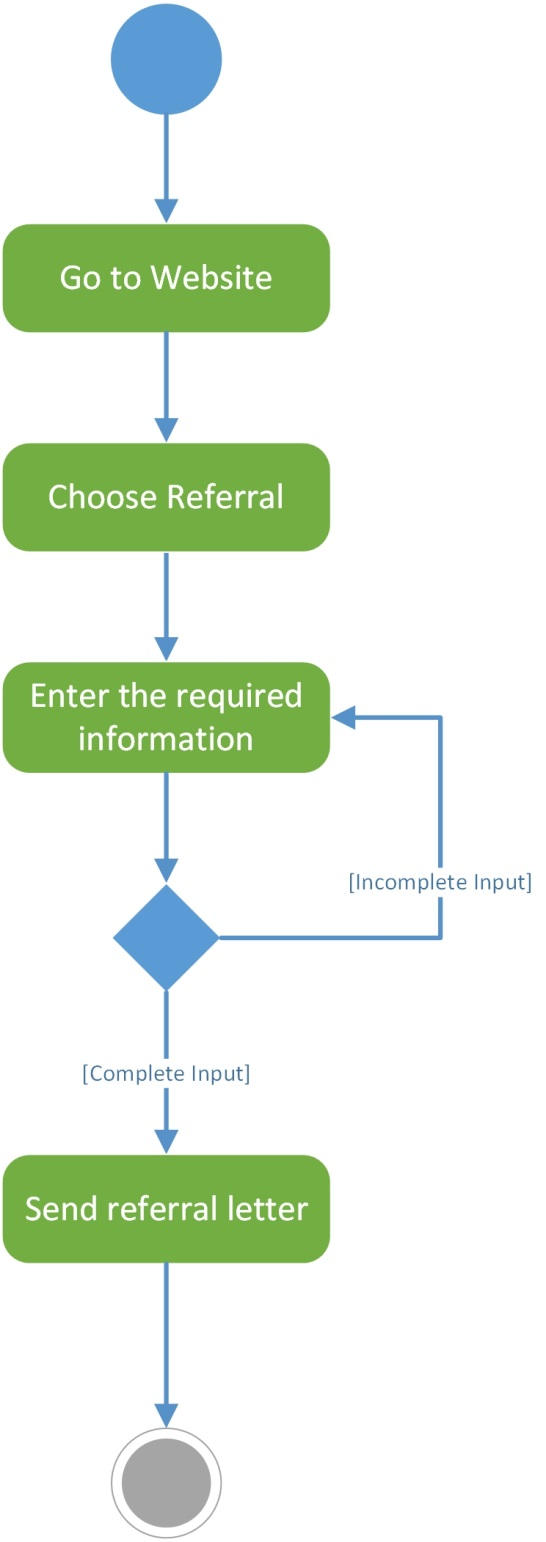 Go to Website
Choose Referral
Enter the required
information
[Incomplete Input]
[Complete Input]
Send referral letter